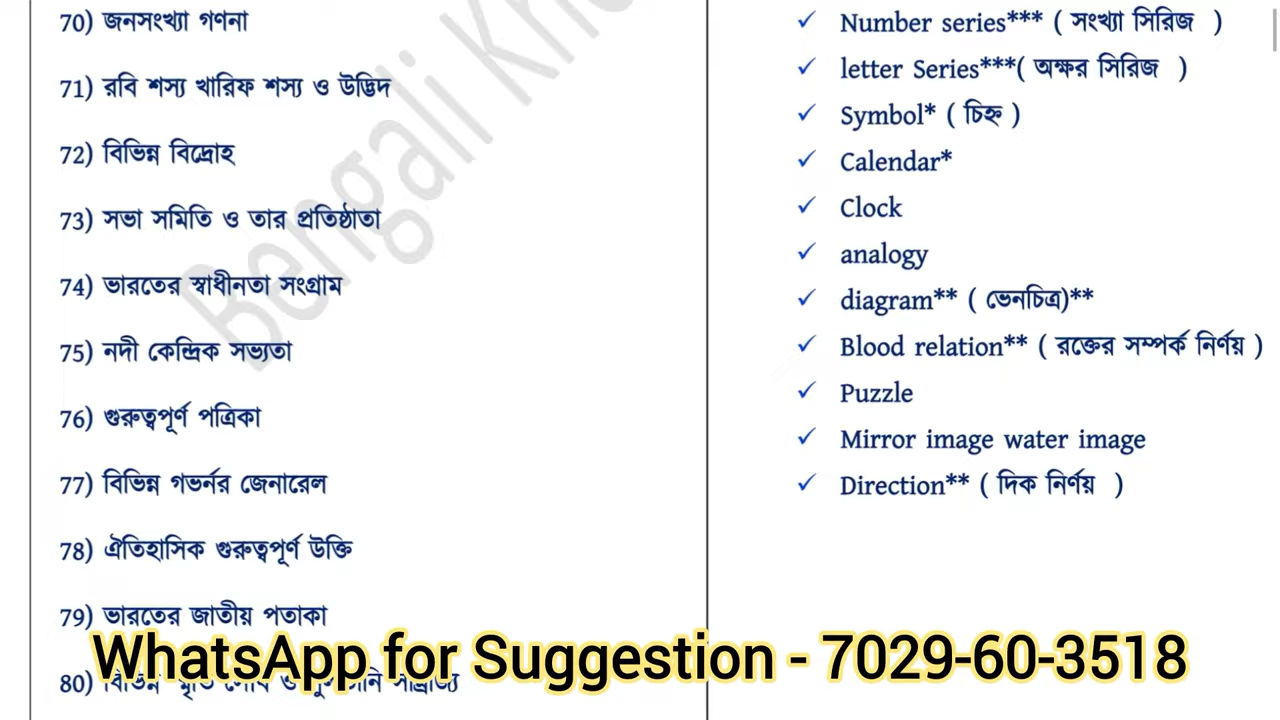 70) জনসংখ্যা গণনা
71) রবি শস্য খারিফ শস্য ও উদ্ভিদ
72) বিভিন্ন বিদ্রোহ
73) সভা সমিতি ও তার প্রতিষ্ঠাতা
74) ভারতের স্বাধীনতা সংগ্রাম
75) নদী কেন্দ্রিক সভ্যতা
76) গুরুত্বপূর্ণ পত্রিকা
77) বিভিন্ন গভর্নর জেনারেল
78) ঐতিহাসিক গুরুত্বপূর্ণ উক্তি
79) ভারতের জাতীয় পতাকা
80) বিভিন্ন
✓ Number series*** ( সংখ্যা সিরিজ )
✓ letter Series***( অক্ষর সিরিজ )
✓ Symbol* ( চিহ্ন )
✓ Calendar*
✓ Clock
✓ analogy
✓ diagram** ( ভেনচিত্র)**
✓ Blood relation** ( রক্তের সম্পর্ক নির্ণয় )
✓ Puzzle
✓ Mirror image water image
✓ Direction** ( দিক নির্ণয় )
Bengali
WhatsApp for Suggestion - 7029-60-3518